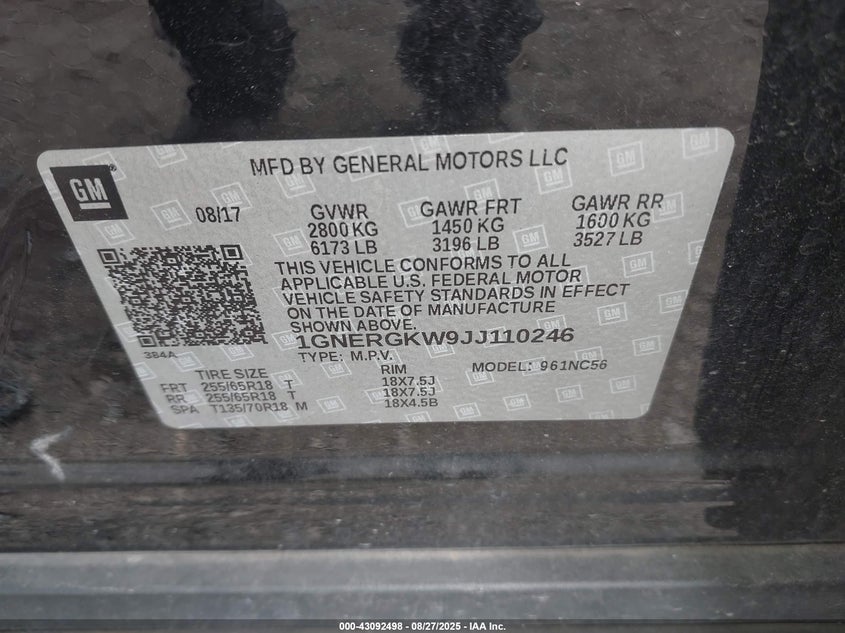 MFD BY GENERAL MOTORS LLC
GM
08/17
GVWR GAWR FRT GAWR RR
2800 KG 1450 KG 1600 KG
6173 LB 3196 LB 3527 LB
THIS VEHICLE CONFORMS TO ALL
APPLICABLE U.S. FEDERAL MOTOR
VEHICLE SAFETY STANDARDS IN EFFECT
ON THE DATE OF MANUFACTURE
SHOWN ABOVE.
1GNERGKW9JJ110246
384A
TYPE: M.P.V. MODEL: 961NC56
TIRE SIZE RIM
FRT 255/65R18 T 18X7.5J
RR 255/65R18 T 18X7.5J
SPA T135/70R18 M 18X4.5B
000-43092498 - 08/27/2025 - IAA Inc.